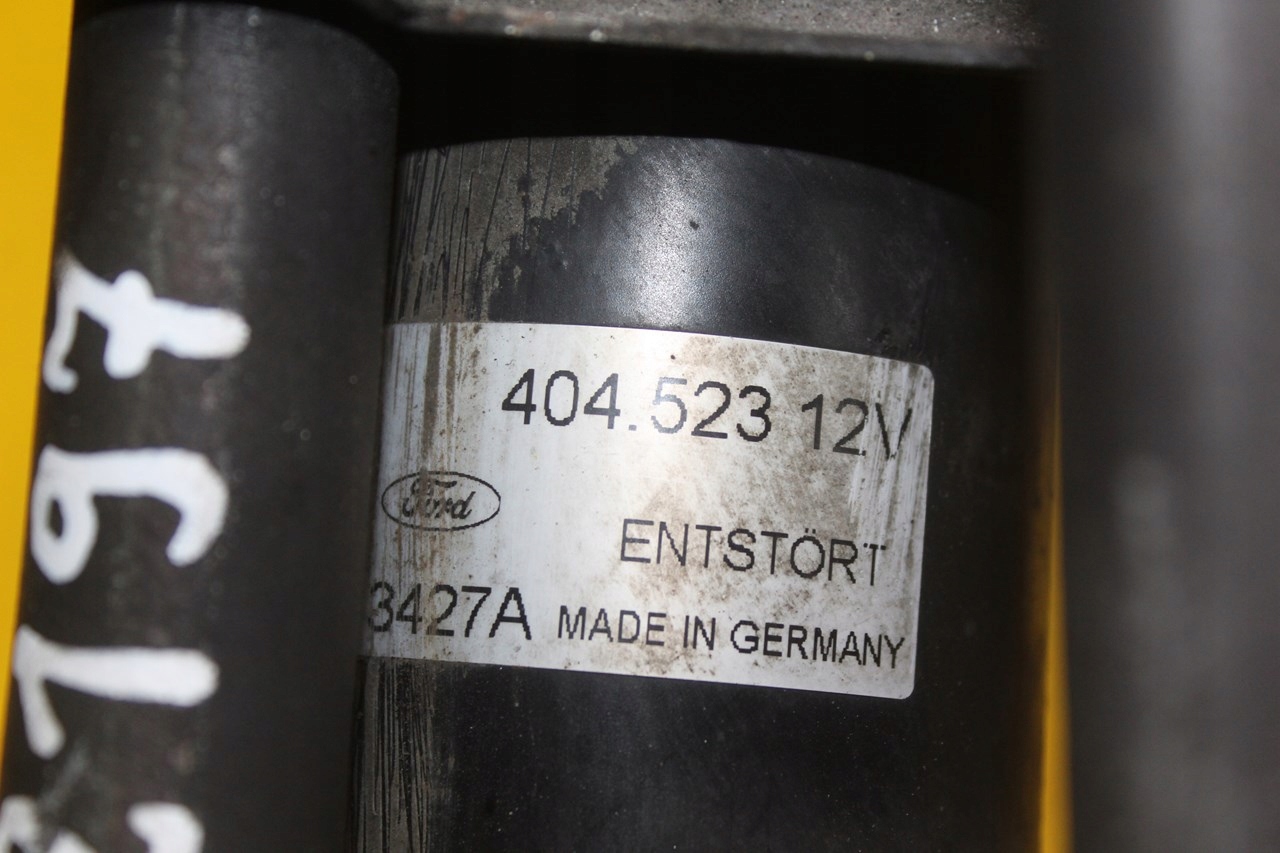 404.523 12V
Ford
ENTSTÖRT
3427A MADE IN GERMANY